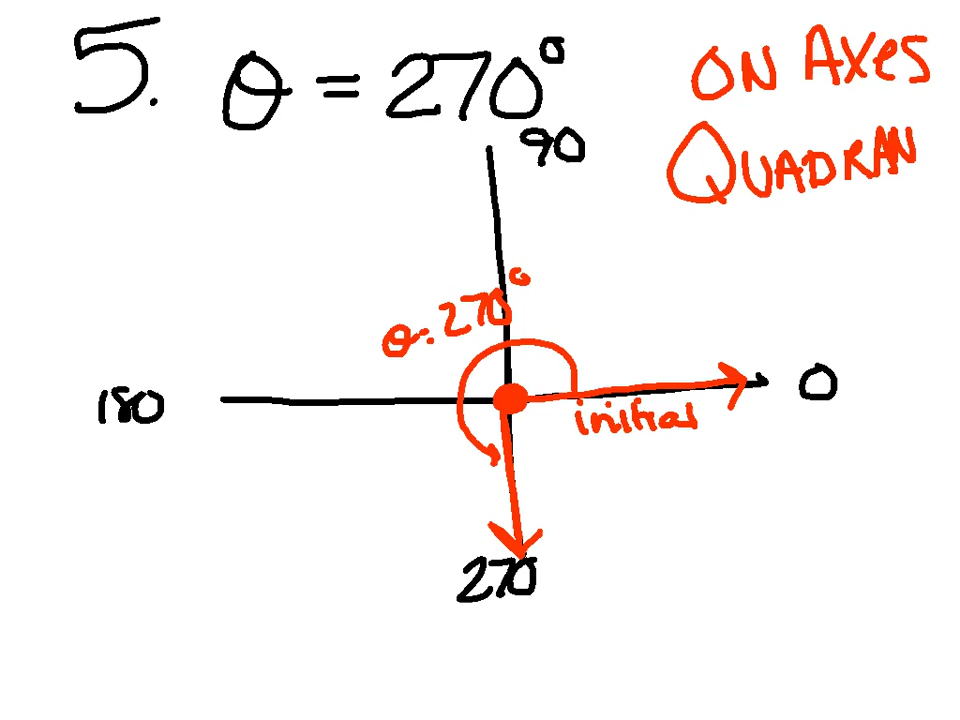 5. θ = 270°
ON AXES
QUADRAN
90
θ = 270°
180
0
initial
270